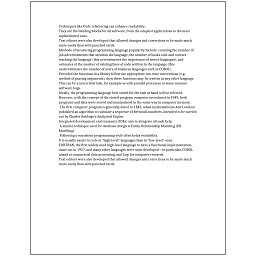 Techniques like Code refactoring can enhance readability.
They are the building blocks for all software, from the simplest applications to the most
sophisticated ones.
Text editors were also developed that allowed changes and corrections to be made much
more easily than with punched cards.
Methods of measuring programming language popularity include: counting the number of
job advertisements that mention the language, the number of books sold and courses
teaching the language (this overestimates the importance of newer languages), and
estimates of the number of existing lines of code written in the language (this
underestimates the number of users of business languages such as COBOL).
Provided the functions in a library follow the appropriate run-time conventions (e.g.,
method of passing arguments), then these functions may be written in any other language.
This can be a non-trivial task, for example as with parallel processes or some unusual
software bugs.
Ideally, the programming language best suited for the task at hand will be selected.
However, with the concept of the stored-program computer introduced in 1949, both
programs and data were stored and manipulated in the same way in computer memory.
The first computer program is generally dated to 1843, when mathematician Ada Lovelace
published an algorithm to calculate a sequence of Bernoulli numbers, intended to be carried
out by Charles Babbage's Analytical Engine.
Integrated development environments (IDEs) aim to integrate all such help.
A similar technique used for database design is Entity-Relationship Modeling (ER
Modeling).
Following a consistent programming style often helps readability.
It is usually easier to code in "high-level" languages than in "low-level" ones.
FORTRAN, the first widely used high-level language to have a functional implementation,
came out in 1957, and many other languages were soon developed—in particular, COBOL
aimed at commercial data processing, and Lisp for computer research.
Text editors were also developed that allowed changes and corrections to be made much
more easily than with punched cards.